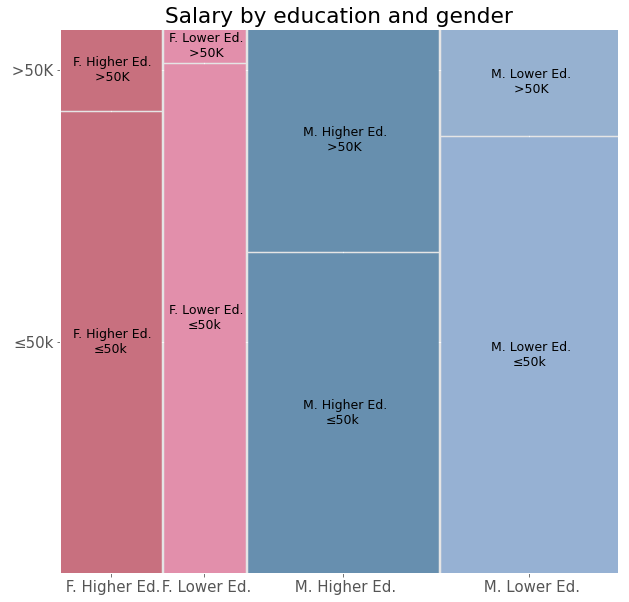 Salary by education and gender
>50K
F. Higher Ed.
>50K
F. Lower Ed.
>50K
M. Higher Ed.
>50K
M. Lower Ed.
>50K
≤50k
F. Higher Ed.
≤50k
F. Lower Ed.
≤50k
M. Higher Ed.
≤50k
M. Lower Ed.
≤50k
F. Higher Ed. F. Lower Ed. M. Higher Ed. M. Lower Ed.